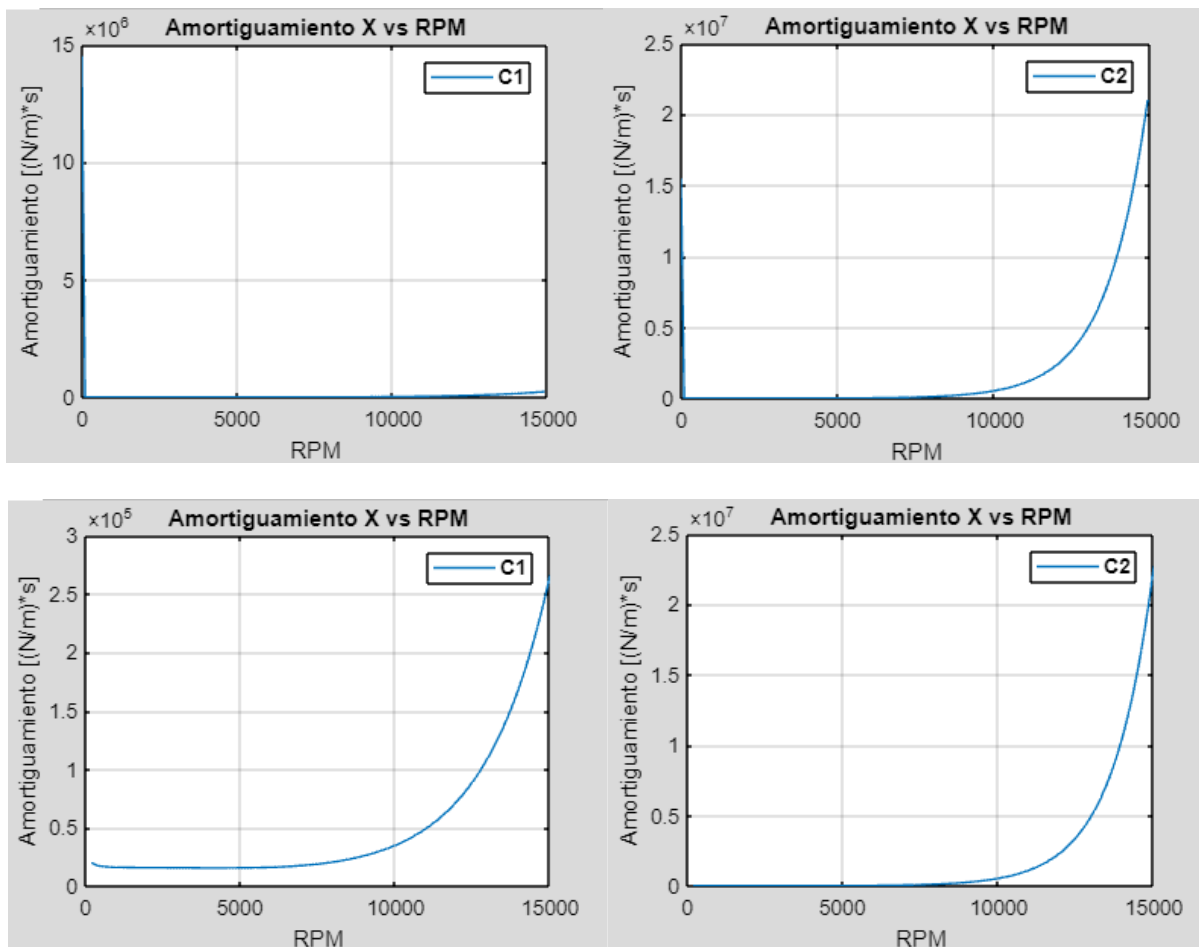 ×10⁶ Amortiguamiento X vs RPM
15
C1
10
5
0
0 5000 10000 15000
RPM
Amortiguamiento [(N/m)*s]
×10⁷ Amortiguamiento X vs RPM
2.5
C2
2
1.5
1
0.5
0
0 5000 10000 15000
RPM
Amortiguamiento [(N/m)*s]
×10⁵ Amortiguamiento X vs RPM
3
C1
2.5
2
1.5
1
0.5
0
0 5000 10000 15000
RPM
Amortiguamiento [(N/m)*s]
×10⁷ Amortiguamiento X vs RPM
2.5
C2
2
1.5
1
0.5
0
0 5000 10000 15000
RPM
Amortiguamiento [(N/m)*s]